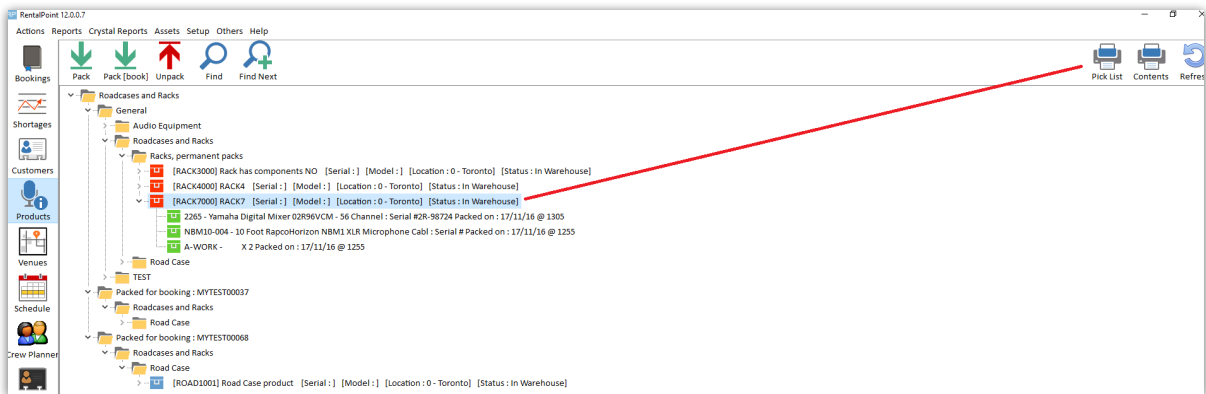 RentalPoint 12.0.0.7
Actions Reports Crystal Reports Assets Setup Others Help
Bookings
Pack Pack [book] Unpack Find Find Next Pick List Contents Refres
Roadcases and Racks
General
Shortages
Audio Equipment
Roadcases and Racks
Racks, permanent packs
Customers
[RACK3000] Rack has components NO [Serial : ] [Model : ] [Location : 0 - Toronto] [Status : In Warehouse]
[RACK4000] RACK4 [Serial : ] [Model : ] [Location : 0 - Toronto] [Status : In Warehouse]
[RACK7000] RACK7 [Serial : ] [Model : ] [Location : 0 - Toronto] [Status : In Warehouse]
Products
2265 - Yamaha Digital Mixer 02R96VCM - 56 Channel : Serial #2R-98724 Packed on : 17/11/16 @ 1305
NBM10-004 - 10 Foot RapcoHorizon NBM1 XLR Microphone Cabl : Serial # Packed on : 17/11/16 @ 1255
A-WORK - X 2 Packed on : 17/11/16 @ 1255
Venues
Road Case
TEST
Packed for booking : MYTEST00037
Schedule
Roadcases and Racks
Road Case
Packed for booking : MYTEST00068
Crew Planner
Roadcases and Racks
Road Case
[ROAD1001] Road Case product [Serial : ] [Model : ] [Location : 0 - Toronto] [Status : In Warehouse]